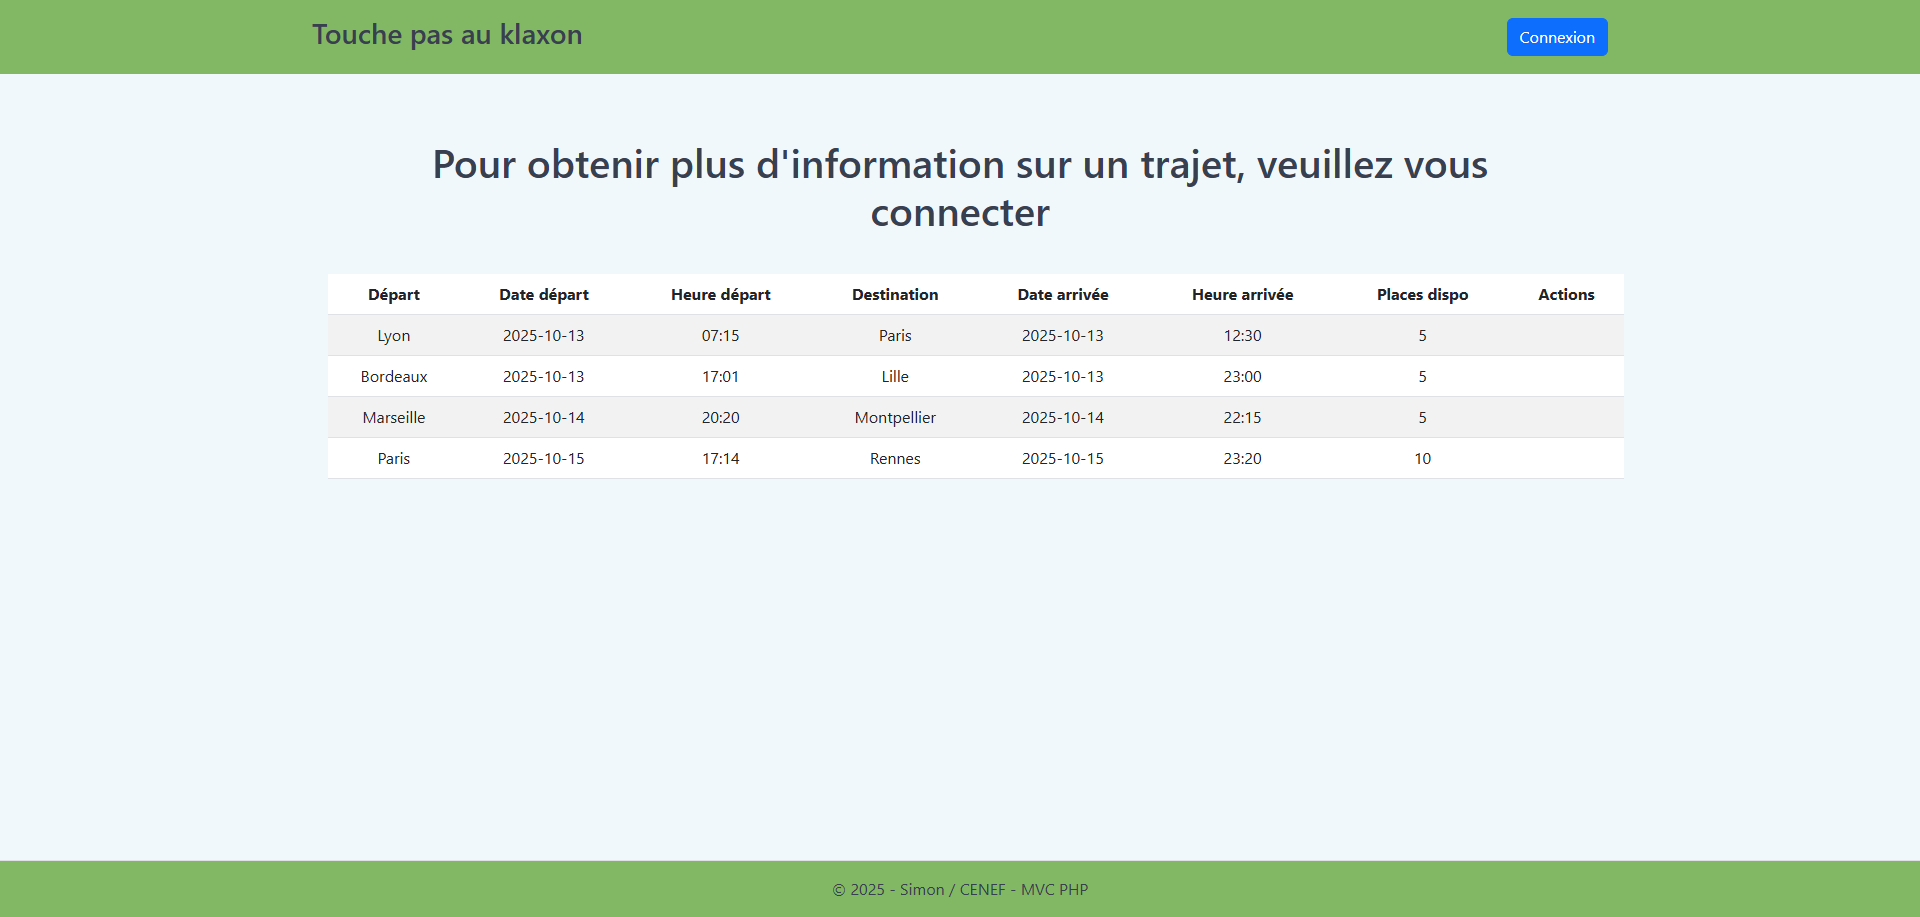 Touche pas au klaxon
Connexion
Pour obtenir plus d'information sur un trajet, veuillez vous
connecter
Départ Date départ Heure départ Destination Date arrivée Heure arrivée Places dispo Actions
Lyon 2025-10-13 07:15 Paris 2025-10-13 12:30 5
Bordeaux 2025-10-13 17:01 Lille 2025-10-13 23:00 5
Marseille 2025-10-14 20:20 Montpellier 2025-10-14 22:15 5
Paris 2025-10-15 17:14 Rennes 2025-10-15 23:20 10
© 2025 - Simon / CENEF - MVC PHP